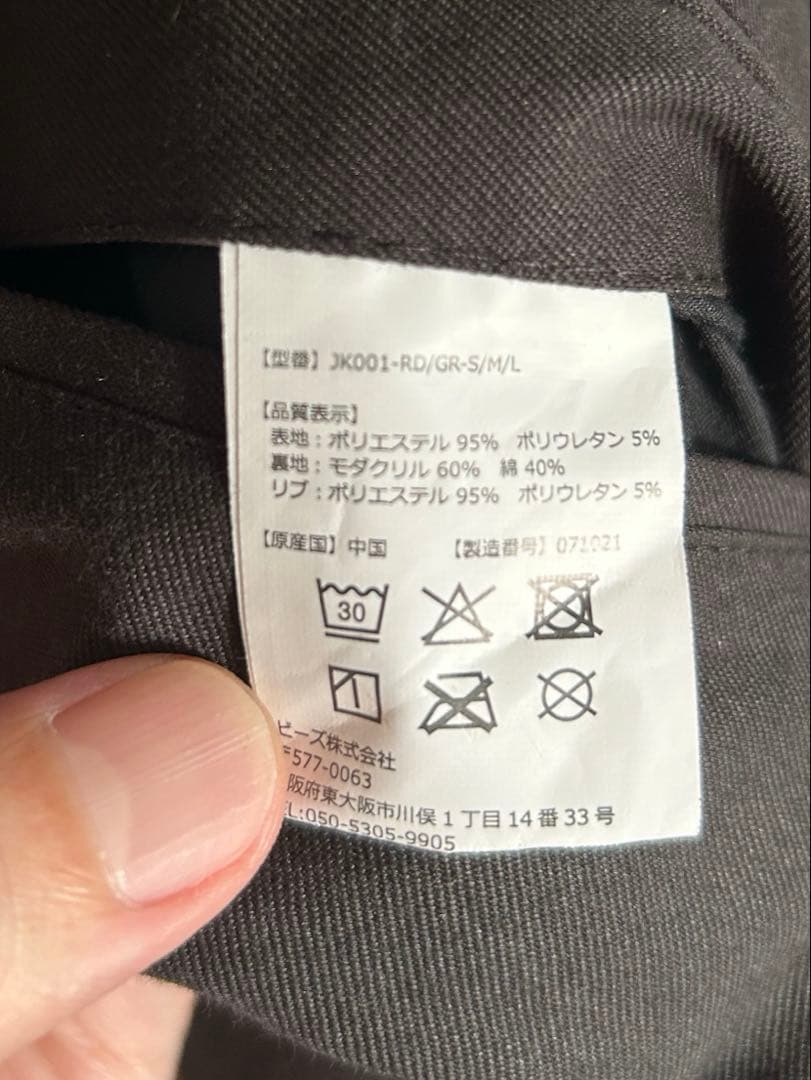 【型番】JK001-RD/GR-S/M/L
【品質表示】
表地：ポリエステル 95%　ポリウレタン 5%
裏地：モダクリル 60%　綿 40%
リブ：ポリエステル 95%　ポリウレタン 5%
【原産国】中国　【製造番号】071021
30
ビーズ株式会社
〒577-0063
阪府東大阪市川俣1丁目14番33号
EL:050-5305-9905